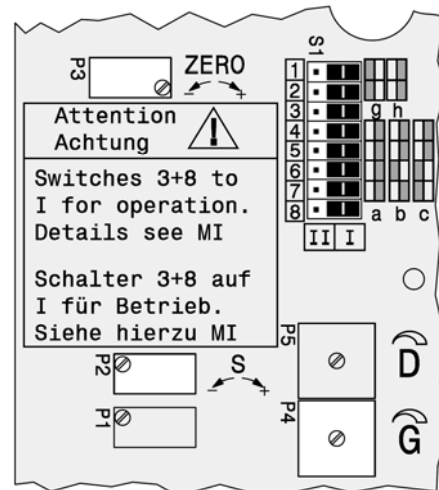 P3
ZERO
- +
S1
1
2
3
4
5
6
7
8
g h
a b c
II I
Attention
Achtung
Switches 3+8 to
I for operation.
Details see MI
Schalter 3+8 auf
I für Betrieb.
Siehe hierzu MI
P2
S
- +
P1
P5
D
P4
G